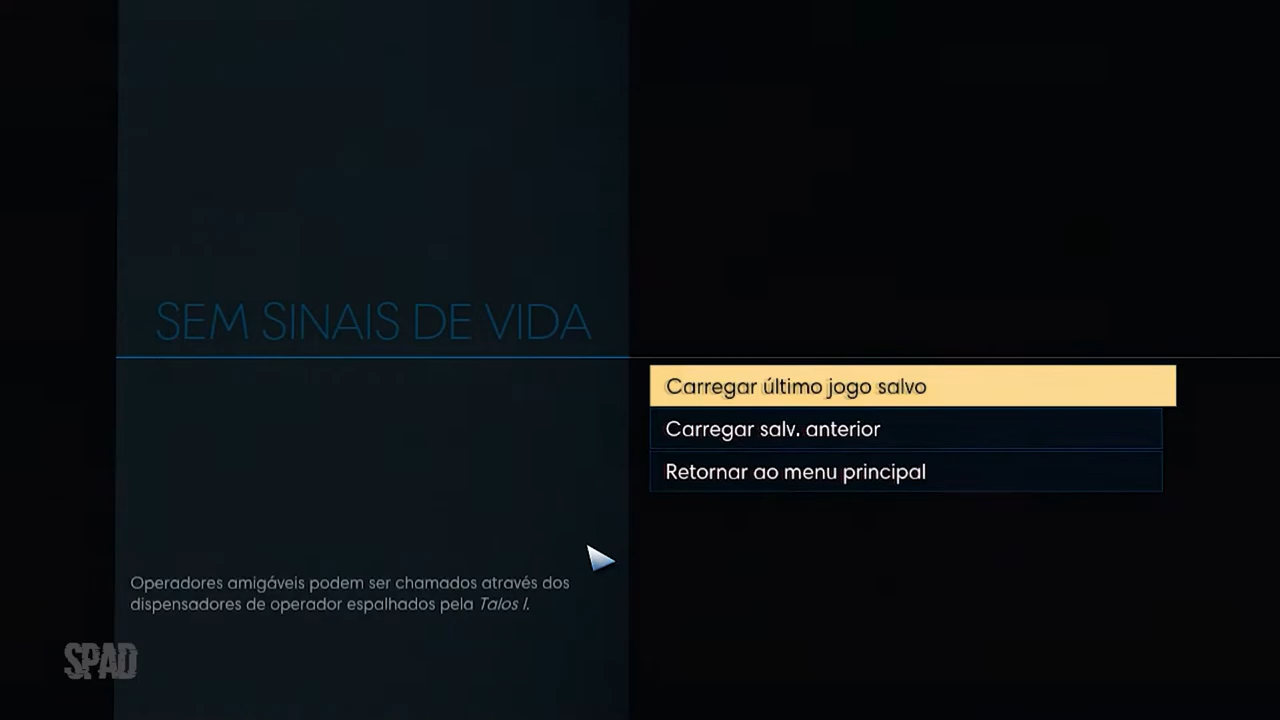 SEM SINAIS DE VIDA
Carregar último jogo salvo
Carregar salv. anterior
Retornar ao menu principal
Operadores amigáveis podem ser chamados através dos
dispensadores de operador espalhados pela Talos I.
SPAD